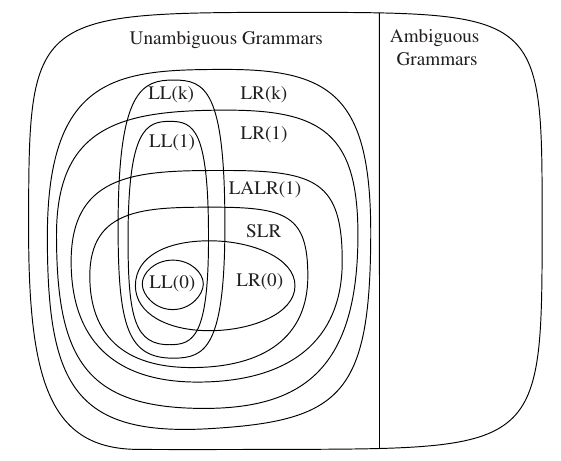 Unambiguous Grammars
Ambiguous
Grammars
LL(k)
LR(k)
LL(1)
LR(1)
LALR(1)
SLR
LL(0)
LR(0)